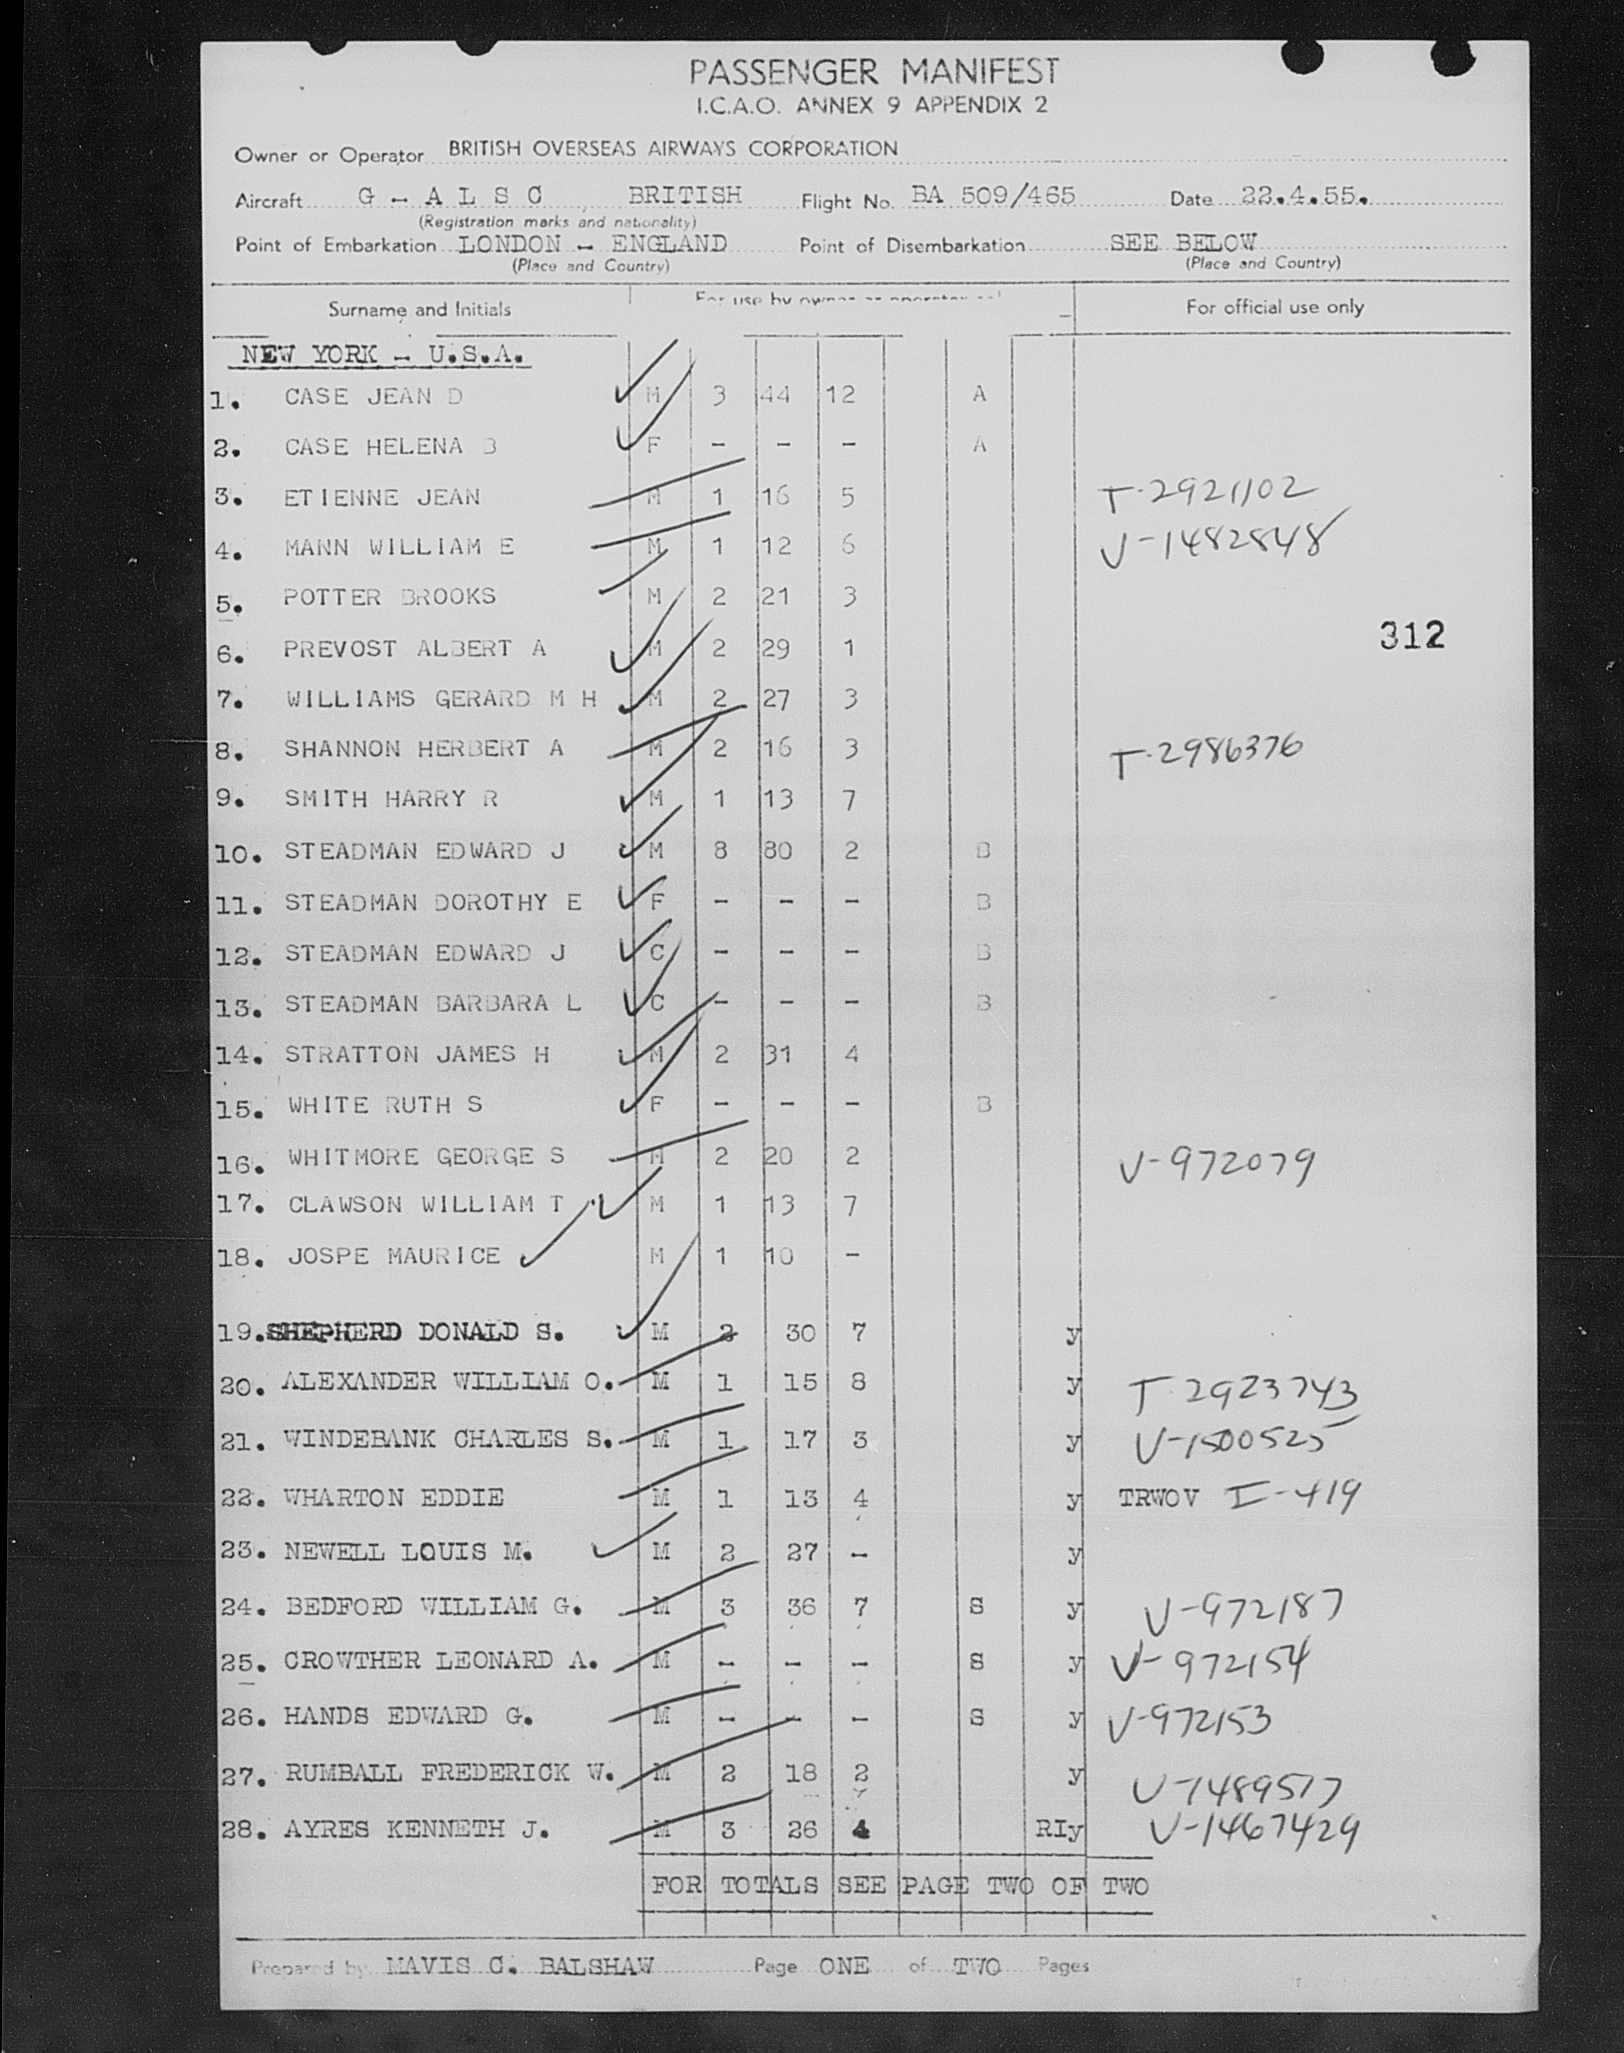 PASSENGER MANIFEST
I.C.A.O. ANNEX 9 APPENDIX 2
Owner or Operator BRITISH OVERSEAS AIRWAYS CORPORATION
Aircraft G - A L S C , BRITISH Flight No. BA 509/465 Date 22.4.55.
(Registration marks and nationality)
Point of Embarkation LONDON - ENGLAND Point of Disembarkation SEE BELOW
(Place and Country) (Place and Country)
Surname and Initials For use by owner or operator For official use only
NEW YORK - U.S.A.
1. CASE JEAN D M 3 44 12 A
2. CASE HELENA B F - - - A
3. ETIENNE JEAN M 1 16 5 T-2921102
4. MANN WILLIAM E M 1 12 6 V-1482848
5. POTTER BROOKS M 2 21 3
312
6. PREVOST ALBERT A M 2 29 1
7. WILLIAMS GERARD M H M 2 27 3
8. SHANNON HERBERT A M 2 16 3 T-2986376
9. SMITH HARRY R M 1 13 7
10. STEADMAN EDWARD J M 8 80 2 B
11. STEADMAN DOROTHY E F - - - B
12. STEADMAN EDWARD J C - - - B
13. STEADMAN BARBARA L C - - - B
14. STRATTON JAMES H M 2 31 4
15. WHITE RUTH S F - - - B
16. WHITMORE GEORGE S M 2 20 2 V-972079
17. CLAWSON WILLIAM T M 1 13 7
18. JOSPE MAURICE M 1 10 -
19. SHEPHERD DONALD S. M 2 30 7 y
20. ALEXANDER WILLIAM O. M 1 15 8 y T-2923743
21. WINDEBANK CHARLES S. M 1 17 3 y V-1500525
22. WHARTON EDDIE M 1 13 4 y TRWOV I-419
23. NEWELL LOUIS M. M 2 27 - y
24. BEDFORD WILLIAM G. M 3 36 7 S y V-972187
25. CROWTHER LEONARD A. M - - - S y V-972154
26. HANDS EDWARD G. M - - - S y V-972153
27. RUMBALL FREDERICK W. M 2 18 2 y V-1489517
28. AYRES KENNETH J. M 3 26 4 RIy V-1467429
FOR TOTALS SEE PAGE TWO OF TWO
Prepared by MAVIS C. BALSHAW Page ONE of TWO Pages